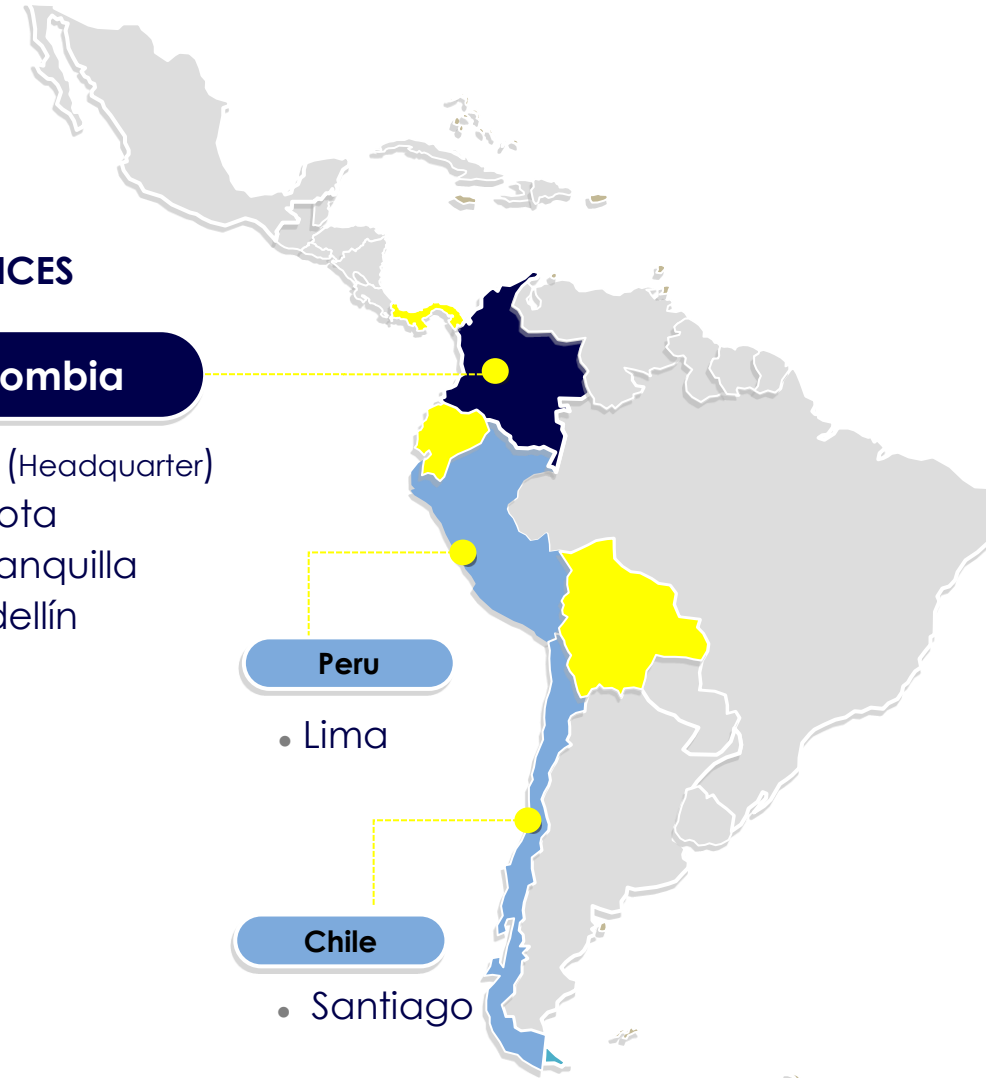 ICES
ombia
(Headquarter)
ota
anquilla
dellín
Peru
• Lima
Chile
• Santiago